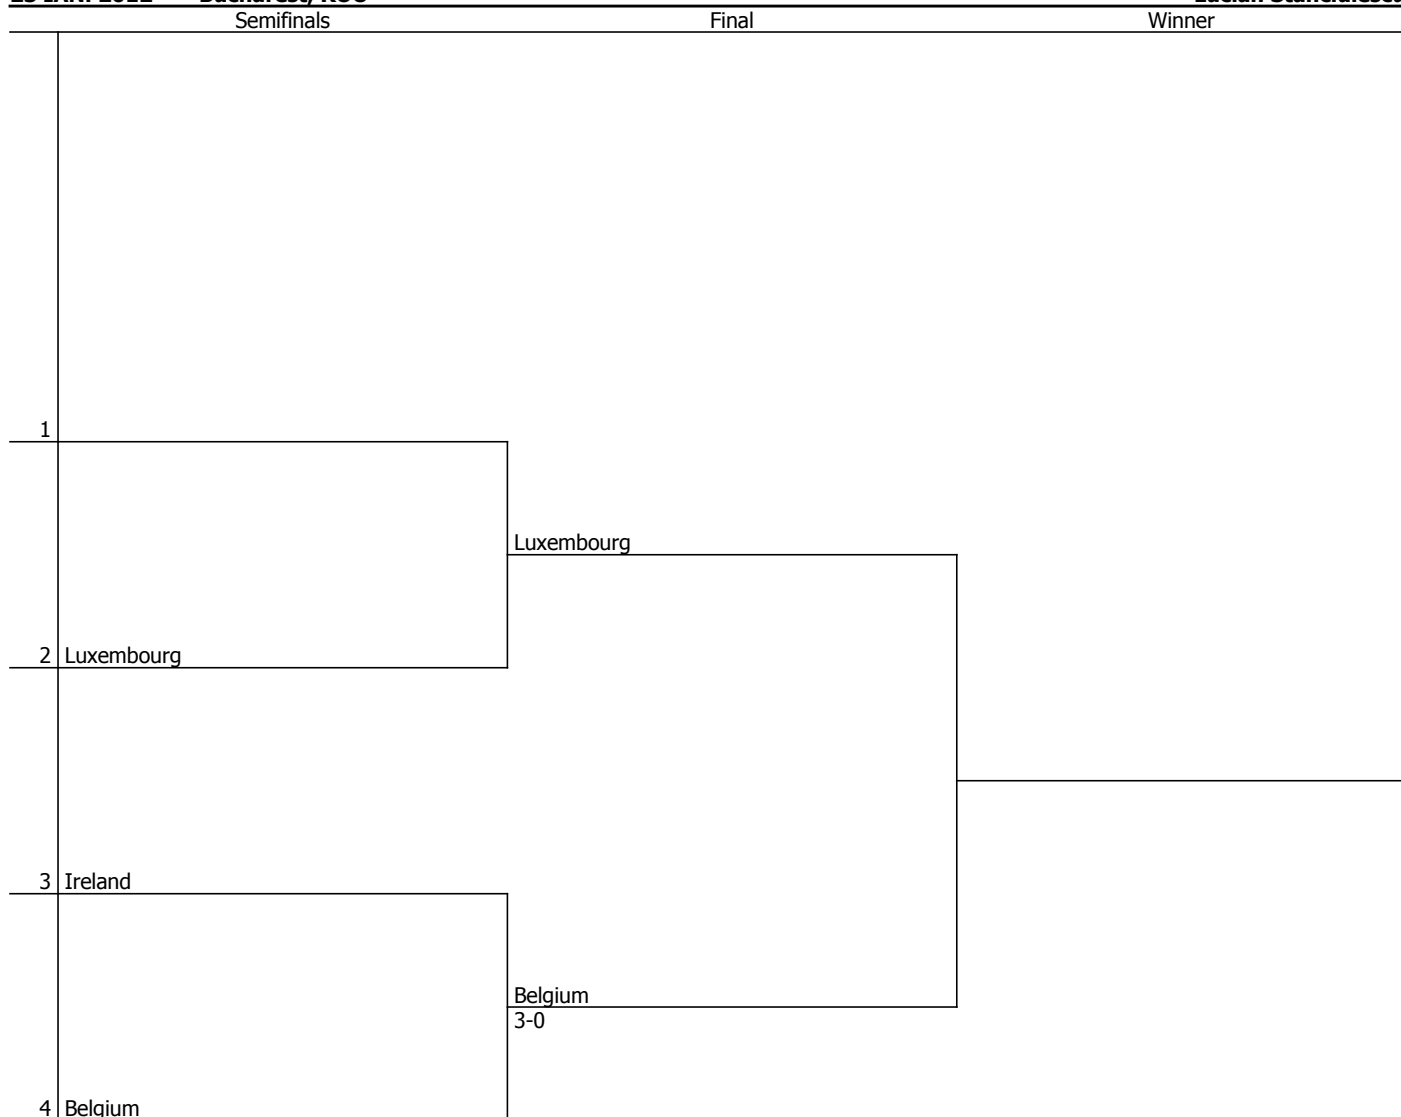 Semifinals Final Winner
1
Luxembourg
2 Luxembourg
3 Ireland
Belgium
3-0
4 Belgium